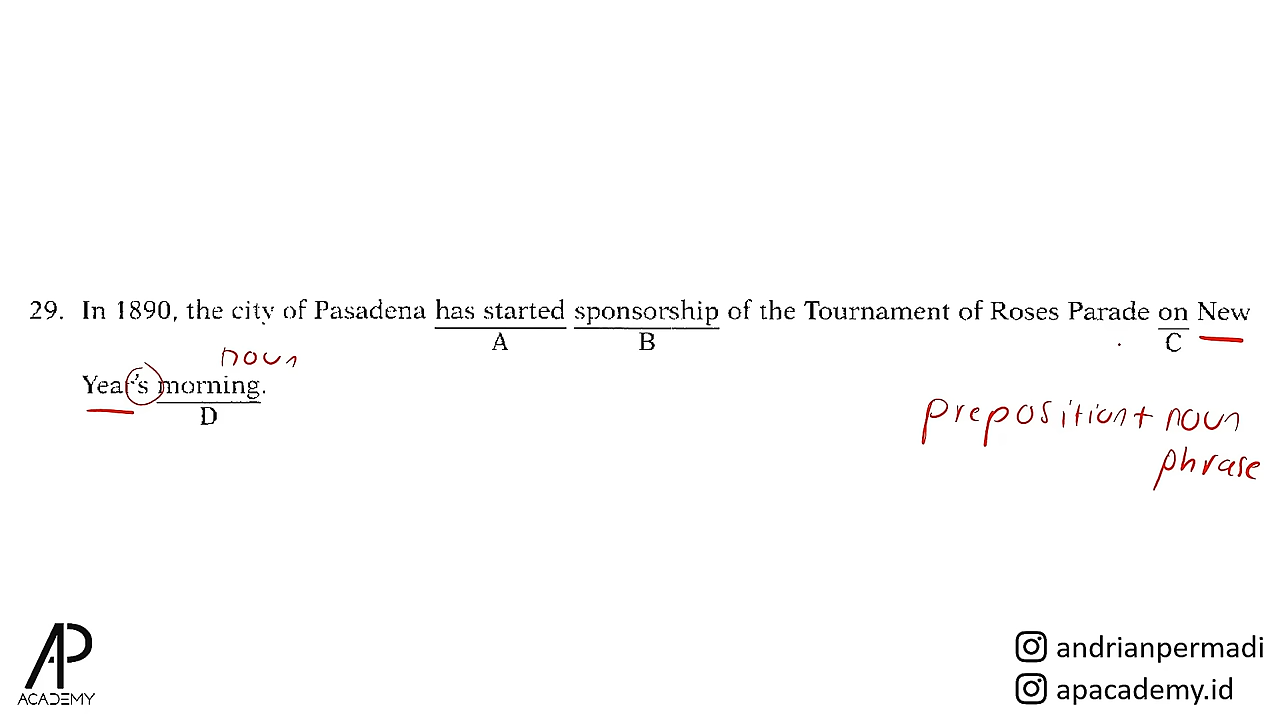 29. In 1890, the city of Pasadena has started sponsorship of the Tournament of Roses Parade on New
A B C
noun
Year's morning.
D
preposition + noun
phrase
AP
ACADEMY
andrianpermadi
apacademy.id